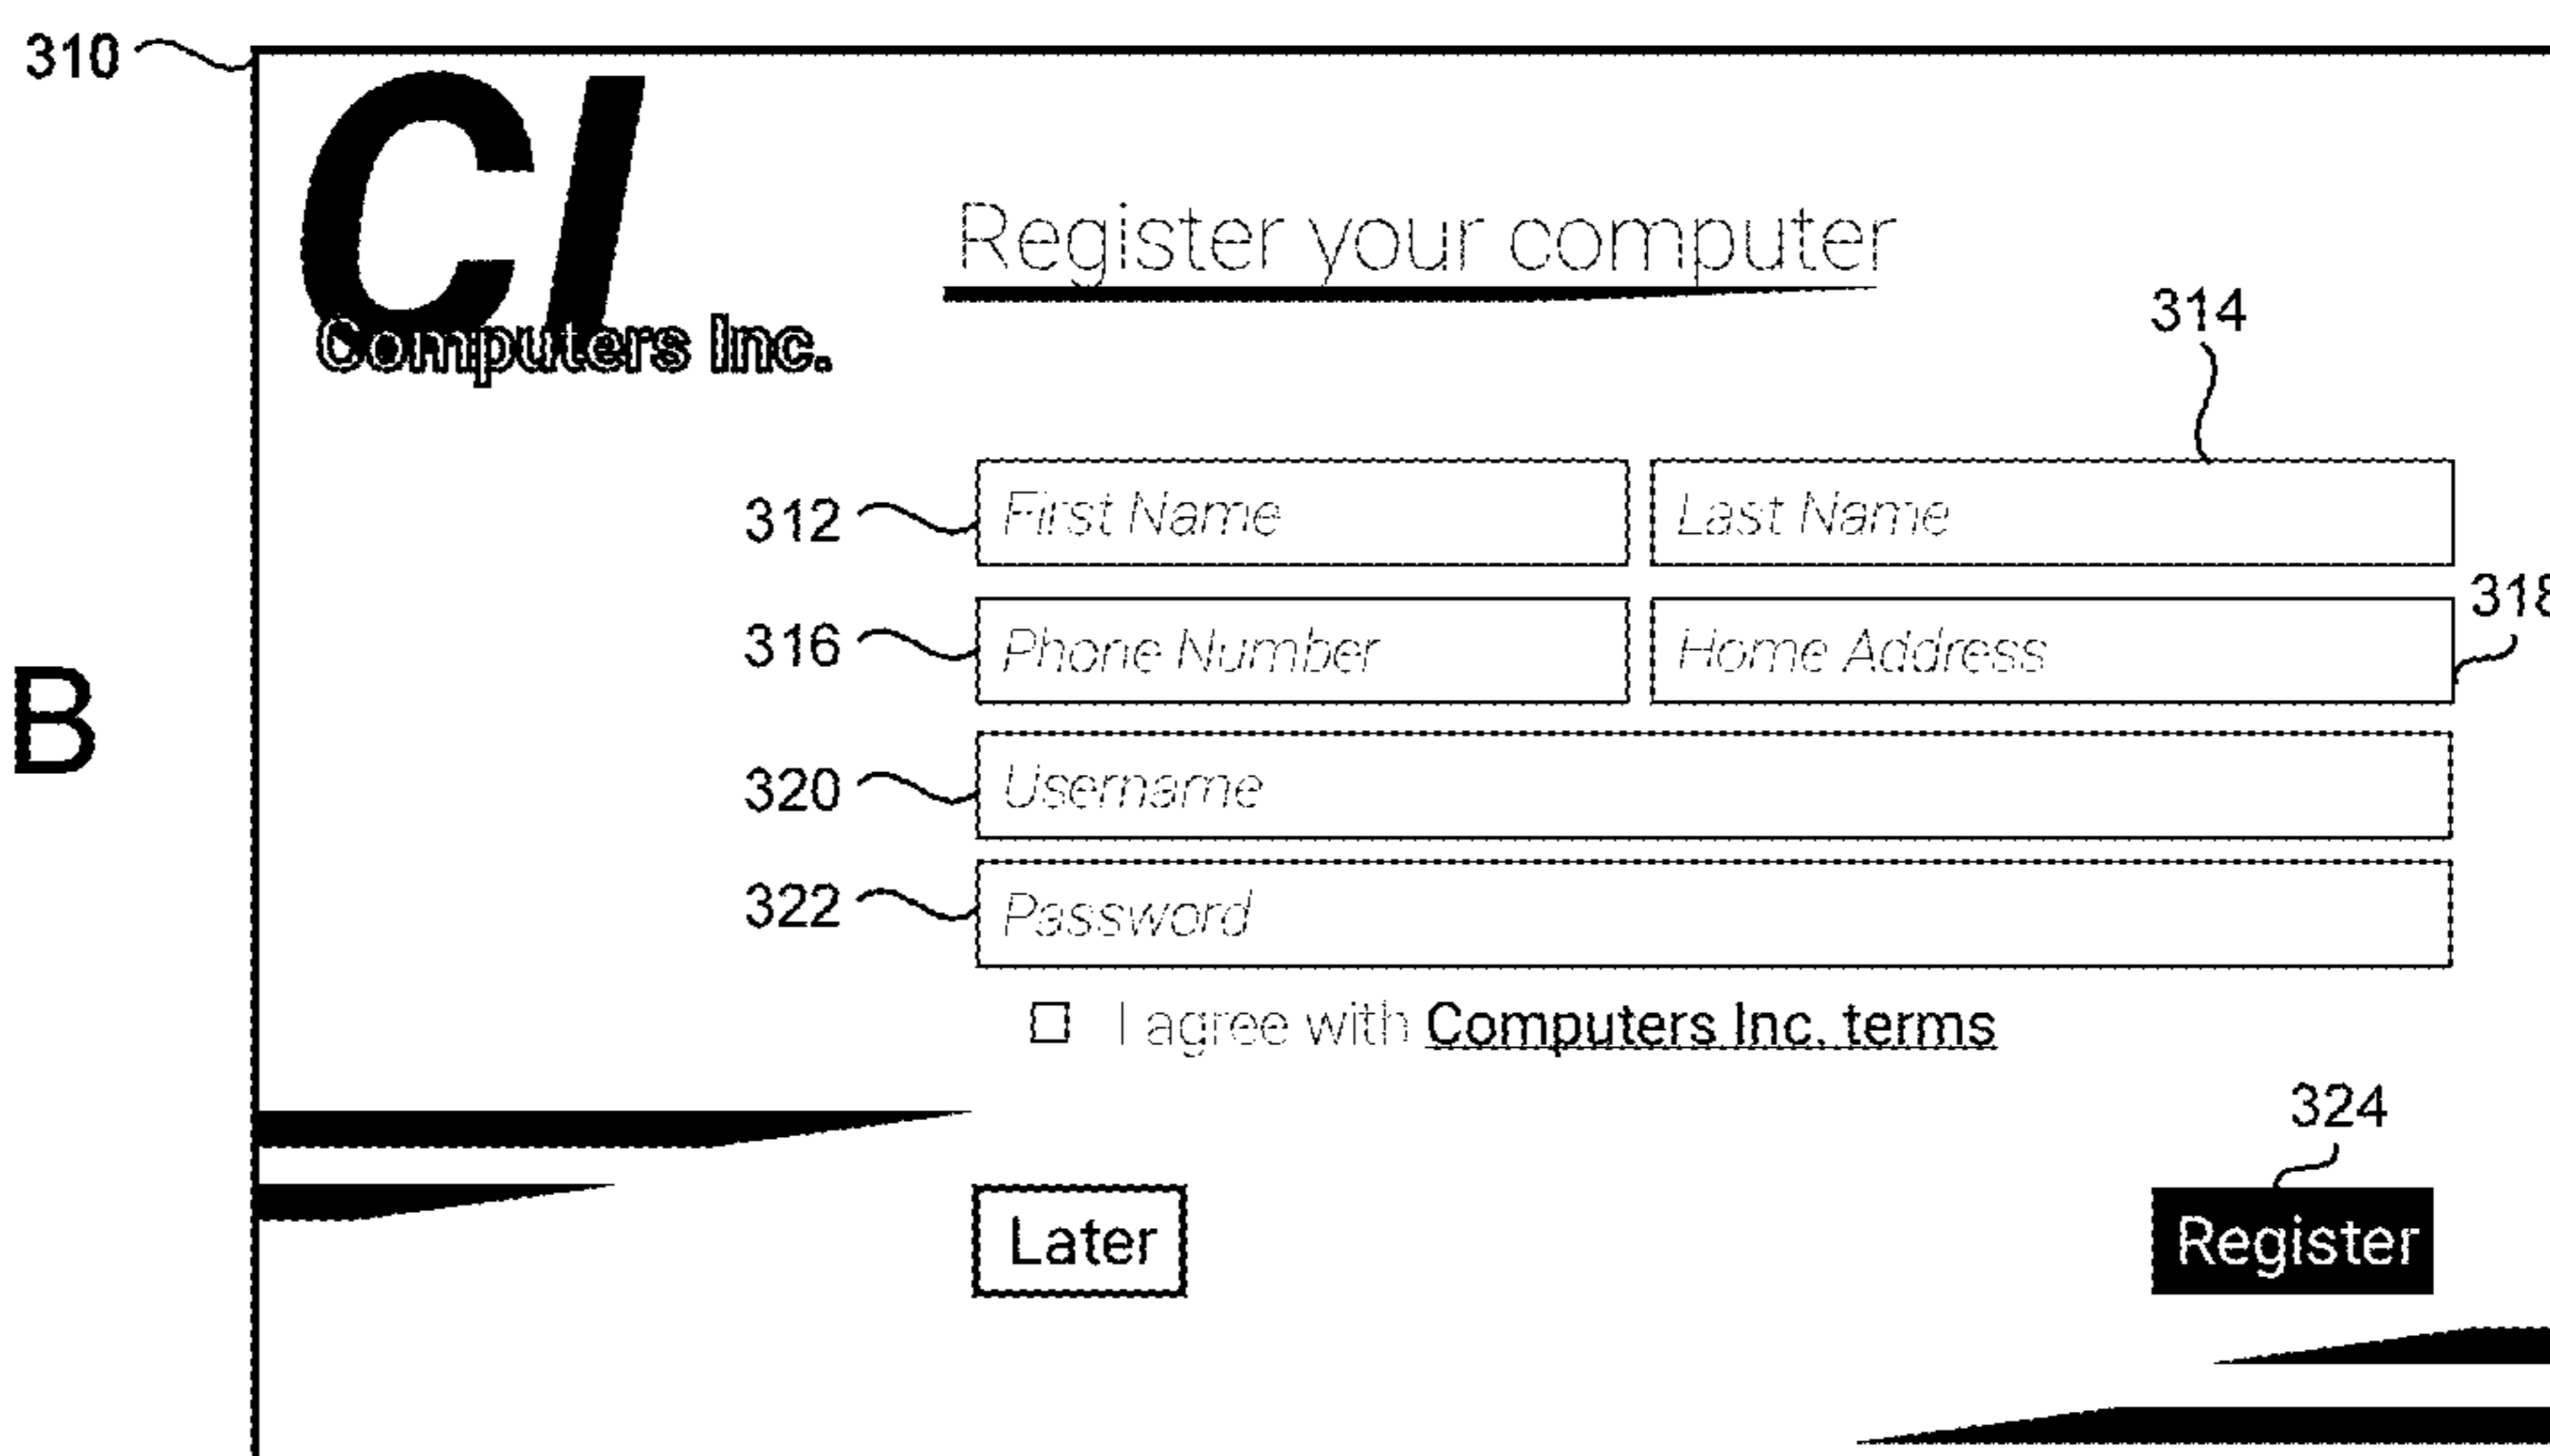 310
CI
Computers Inc.
Register your computer
314
312 First Name Last Name
318
316 Phone Number Home Address
B
320 Username
322 Password
I agree with Computers Inc. terms
324
Later Register